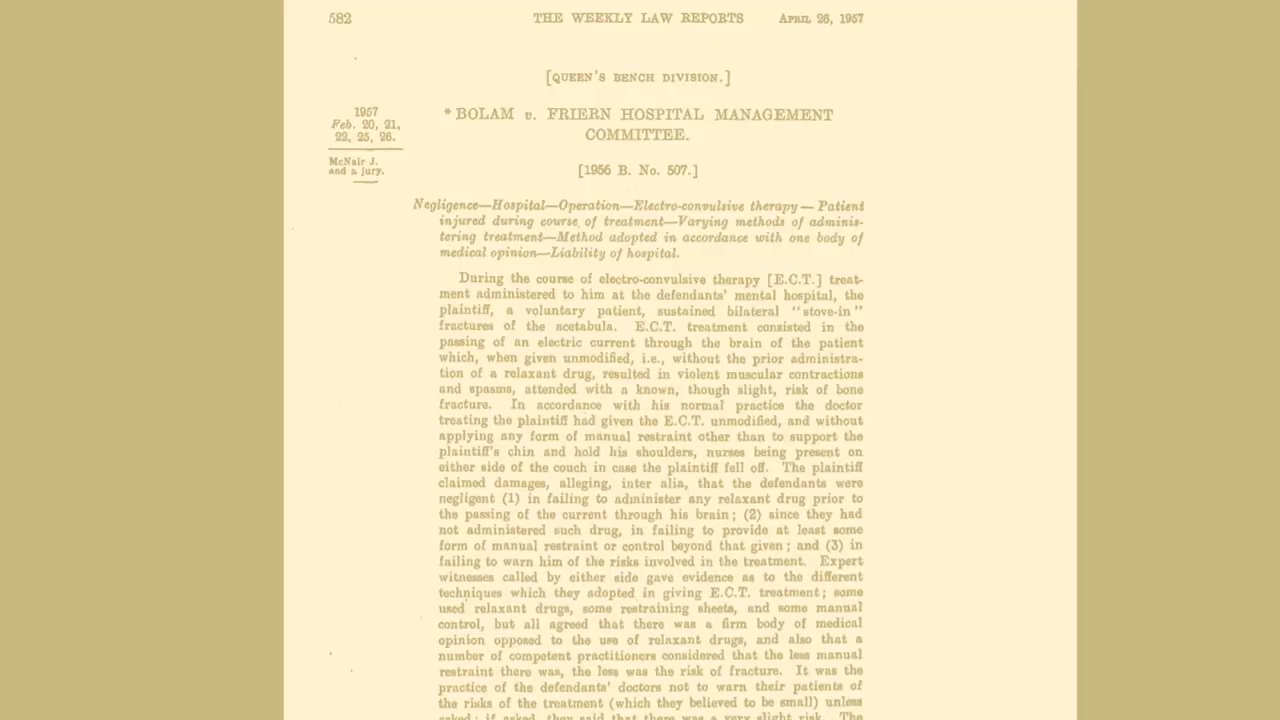 582 THE WEEKLY LAW REPORTS APRIL 26, 1957
[QUEEN'S BENCH DIVISION.]
1957
Feb. 20, 21,
22, 25, 26.
McNair J.
and a jury.
* BOLAM v. FRIERN HOSPITAL MANAGEMENT
COMMITTEE.
[1956 B. No. 507.]
Negligence—Hospital—Operation—Electro-convulsive therapy—Patient
injured during course of treatment—Varying methods of adminis-
tering treatment—Method adopted in accordance with one body of
medical opinion—Liability of hospital.
During the course of electro-convulsive therapy [E.C.T.] treat-
ment administered to him at the defendants' mental hospital, the
plaintiff, a voluntary patient, sustained bilateral "stove-in"
fractures of the acetabula. E.C.T. treatment consisted in the
passing of an electric current through the brain of the patient
which, when given unmodified, i.e., without the prior administra-
tion of a relaxant drug, resulted in violent muscular contractions
and spasms, attended with a known, though slight, risk of bone
fracture. In accordance with his normal practice the doctor
treating the plaintiff had given the E.C.T. unmodified, and without
applying any form of manual restraint other than to support the
plaintiff's chin and hold his shoulders, nurses being present on
either side of the couch in case the plaintiff fell off. The plaintiff
claimed damages, alleging, inter alia, that the defendants were
negligent (1) in failing to administer any relaxant drug prior to
the passing of the current through his brain; (2) since they had
not administered such drug, in failing to provide at least some
form of manual restraint or control beyond that given; and (3) in
failing to warn him of the risks involved in the treatment. Expert
witnesses called by either side gave evidence as to the different
techniques which they adopted in giving E.C.T. treatment; some
used relaxant drugs, some restraining sheets, and some manual
control, but all agreed that there was a firm body of medical
opinion opposed to the use of relaxant drugs, and also that a
number of competent practitioners considered that the less manual
restraint there was, the less was the risk of fracture. It was the
practice of the defendants' doctors not to warn their patients of
the risks of the treatment (which they believed to be small) unless
asked; if asked, they said that there was a very slight risk. The